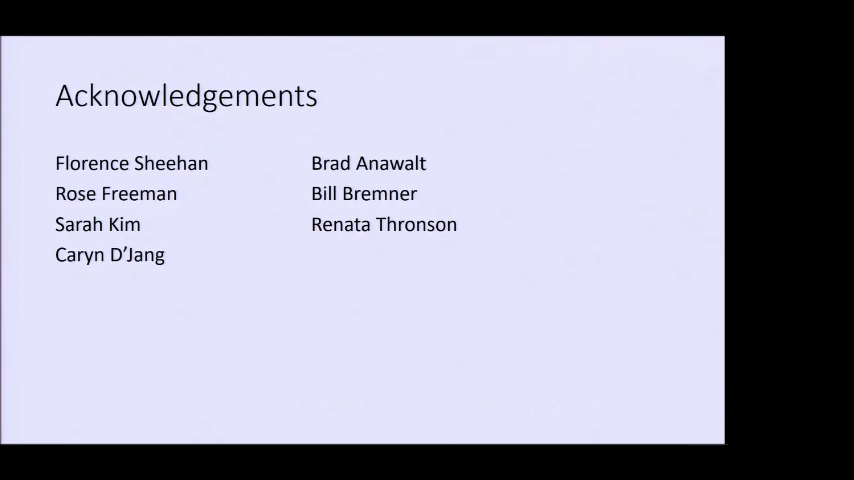 Acknowledgements
Florence Sheehan
Rose Freeman
Sarah Kim
Caryn D’Jang
Brad Anawalt
Bill Bremner
Renata Thronson